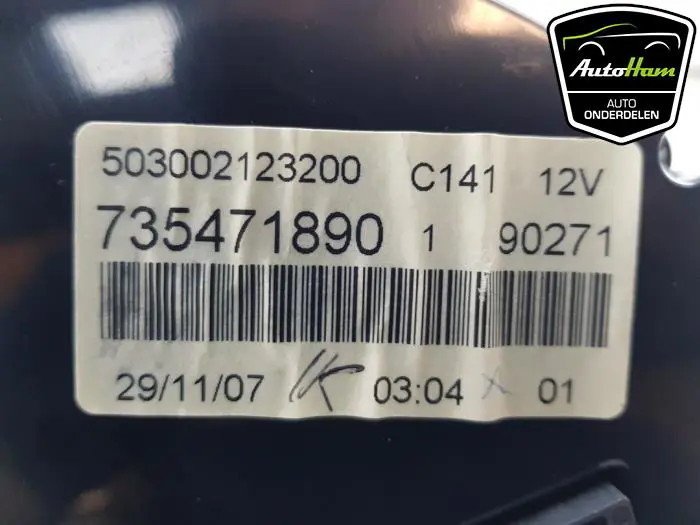 AutoHam
AUTO
ONDERDELEN
503002123200 C141 12V
735471890 1 90271
29/11/07 03:04 01